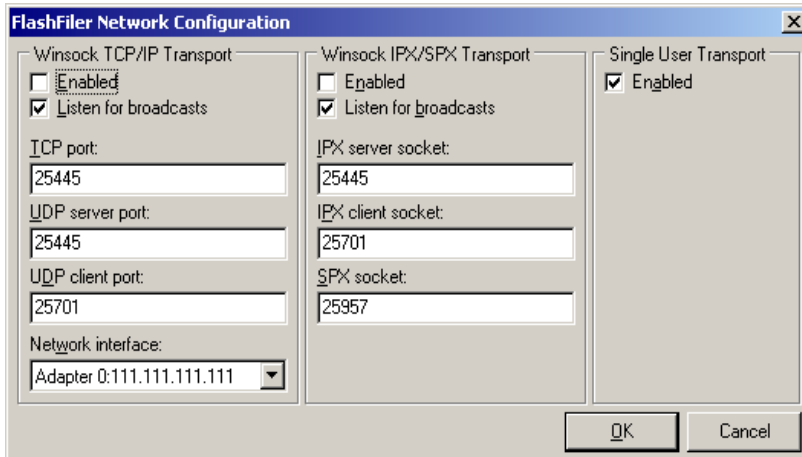 FlashFiler Network Configuration
Winsock TCP/IP Transport
Enabled
Listen for broadcasts
TCP port:
25445
UDP server port:
25445
UDP client port:
25701
Network interface:
Adapter 0:111.111.111.111
Winsock IPX/SPX Transport
Enabled
Listen for broadcasts
IPX server socket:
25445
IPX client socket:
25701
SPX socket:
25957
Single User Transport
Enabled
OK
Cancel